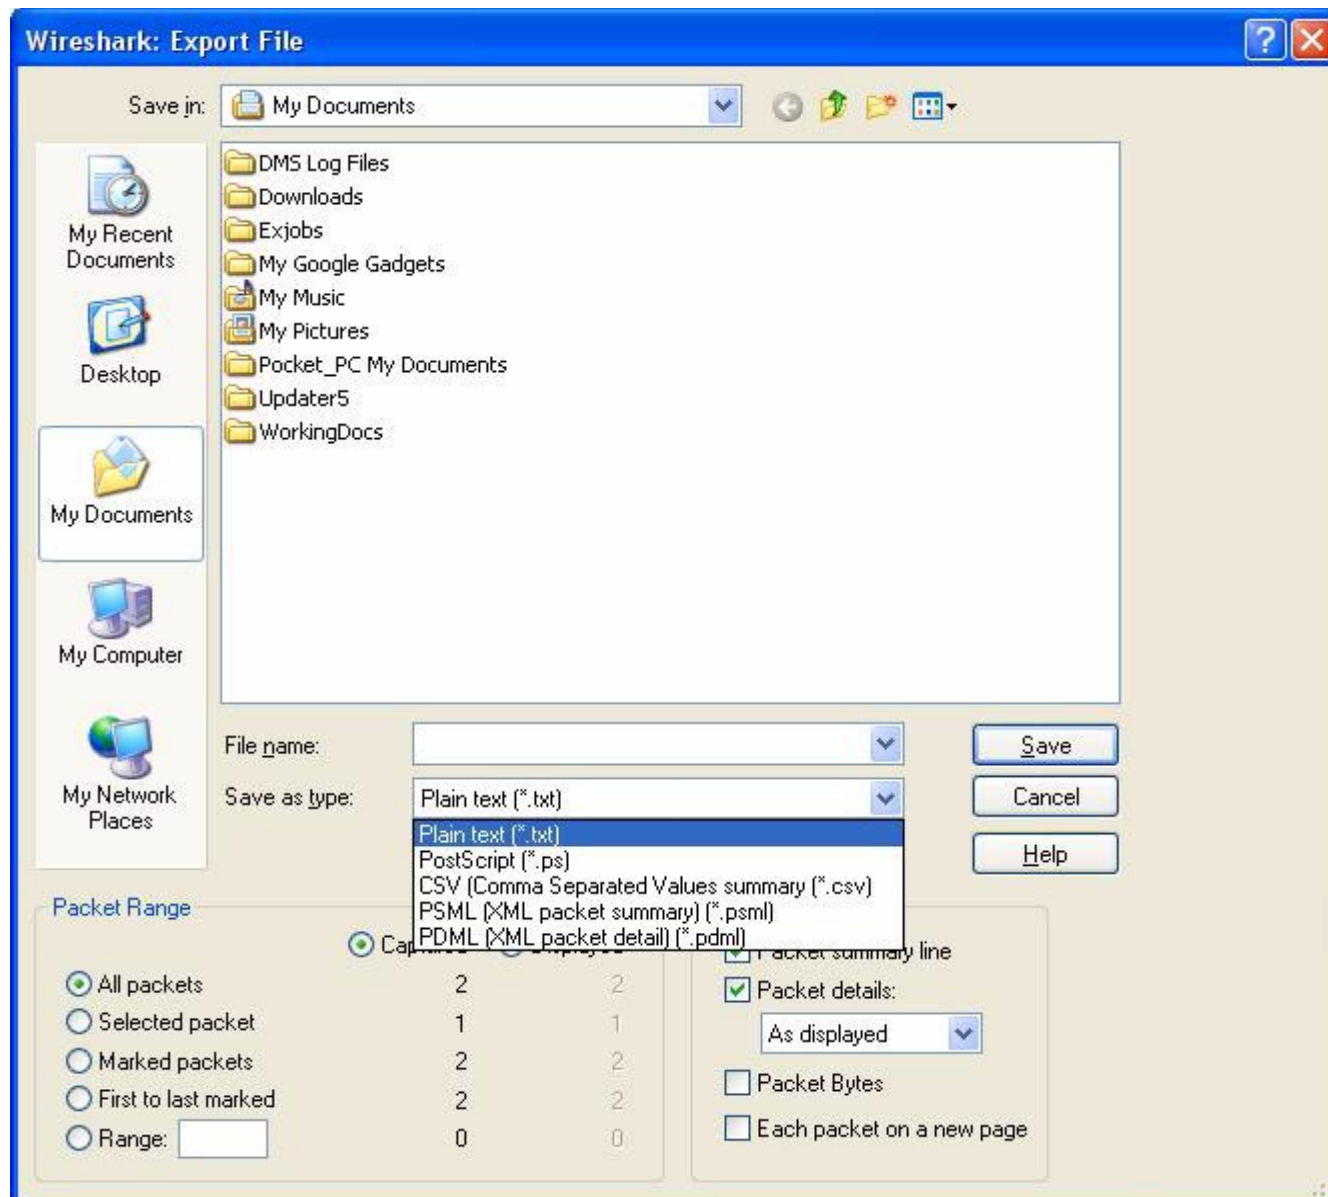 Wireshark: Export File
Save in: My Documents
DMS Log Files
Downloads
Exjobs
My Google Gadgets
My Music
My Pictures
Pocket_PC My Documents
Updater5
WorkingDocs
My Recent
Documents
Desktop
My Documents
My Computer
My Network
Places
File name:
Save
Save as type: Plain text (*.txt)
Cancel
Plain text (*.txt)
PostScript (*.ps)
CSV (Comma Separated Values summary (*.csv)
PSML (XML packet summary) (*.psml)
PDML (XML packet detail) (*.pdml)
Help
Packet Range
All packets 2 2
Selected packet 1 1
Marked packets 2 2
First to last marked 2 2
Range: 0 0
Packet summary line
Packet details:
As displayed
Packet Bytes
Each packet on a new page